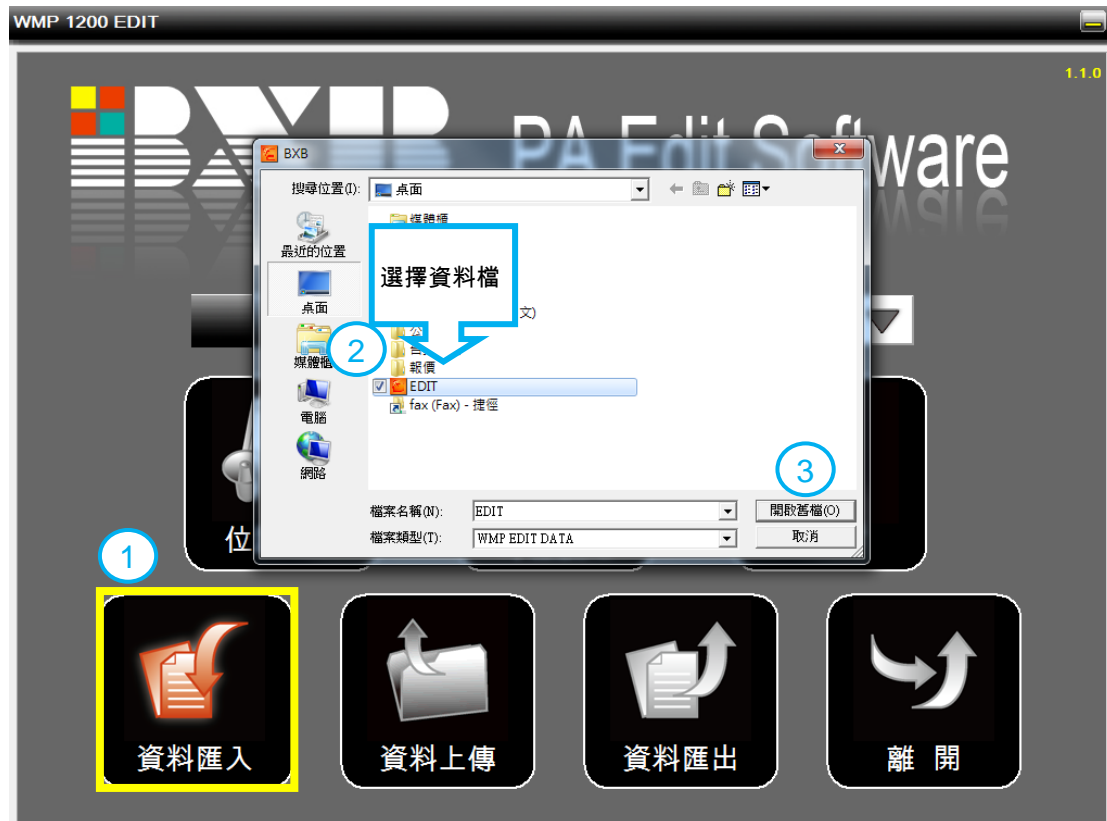 WMP 1200 EDIT
1.1.0
BXB PA Edit Software
BXB
搜尋位置(I):
桌面
最近的位置
桌面
媒體櫃
電腦
網路
媒體櫃
選擇資料檔
文)
2
報價
EDIT
fax (Fax) - 捷徑
3
檔案名稱(N):
EDIT
開啟舊檔(O)
檔案類型(T):
WMP EDIT DATA
取消
位
1
資料匯入
資料上傳
資料匯出
離 開